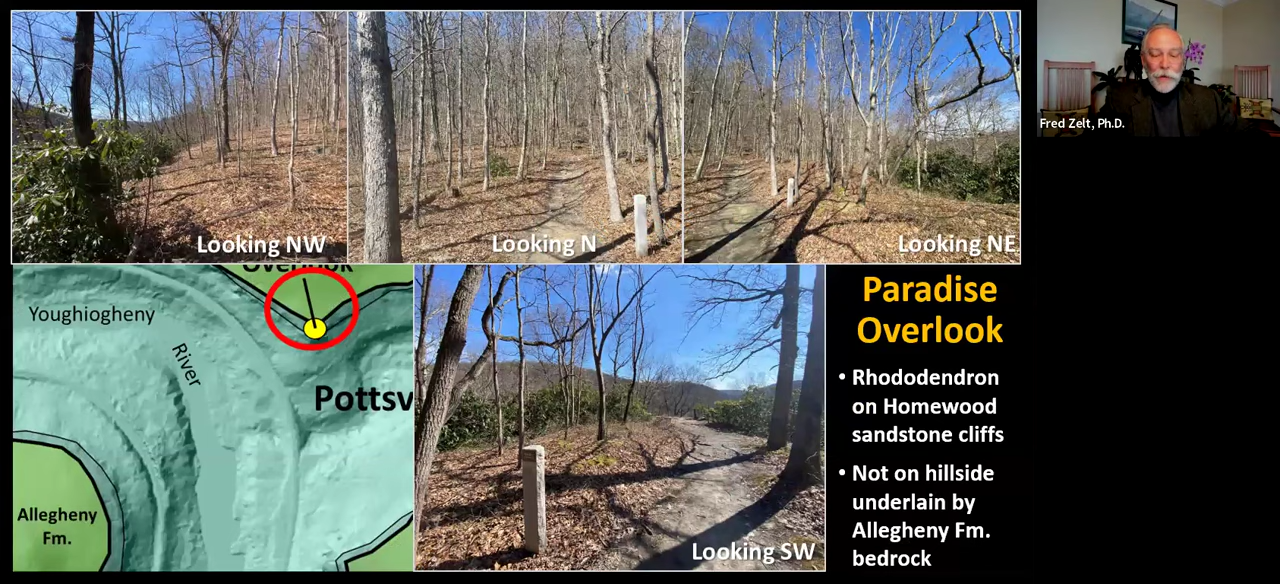 Looking NW
Looking N
Looking NE
Fred Zelt, Ph.D.
Overlook
Youghiogheny
River
Pottsv
Allegheny
Fm.
Looking SW
Paradise
Overlook
• Rhododendron
on Homewood
sandstone cliffs
• Not on hillside
underlain by
Allegheny Fm.
bedrock